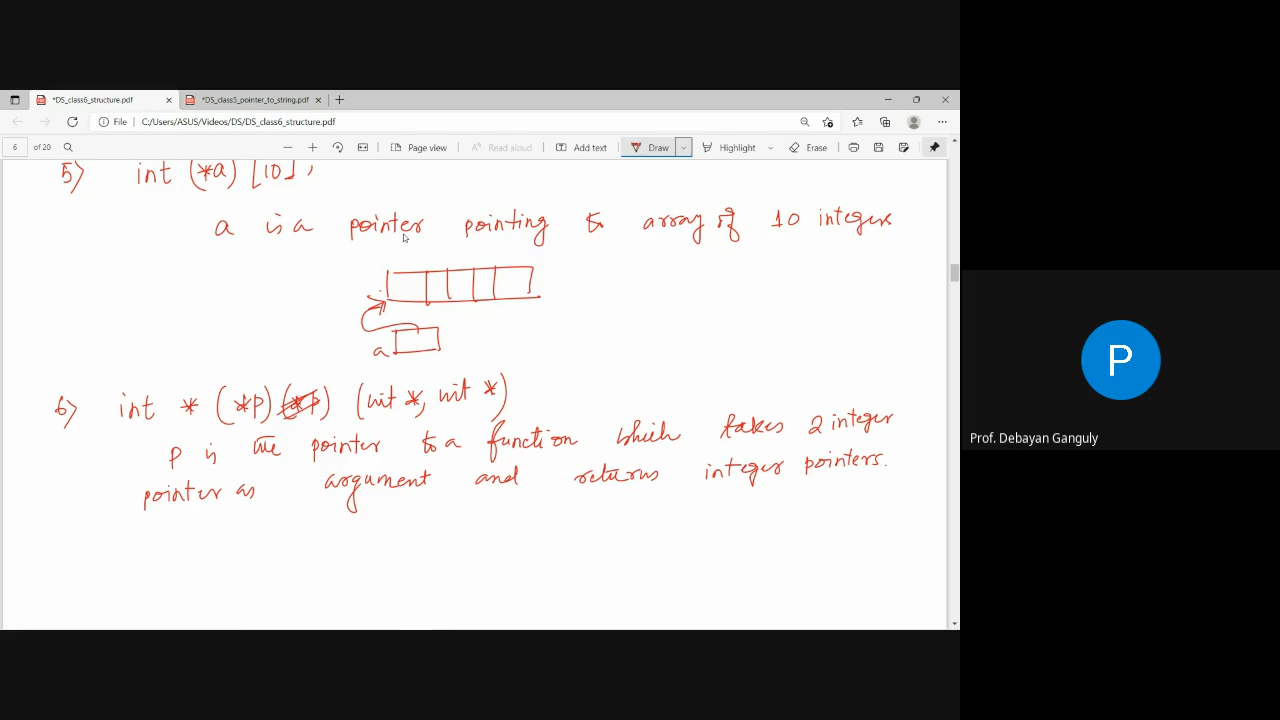 *DS_class6_structure.pdf
*DS_class5_pointer_to_string.pdf
File C:/Users/ASUS/Videos/DS/DS_class6_structure.pdf
6 of 20 Page view Read aloud Add text Draw Highlight Erase
5) int (*a) [10];
a is a pointer pointing to array of 10 integers
a
6) int * (*p) (int *, int *)
P is the pointer to a function which takes 2 integer
pointer as argument and returns integer pointers.
P
Prof. Debayan Ganguly